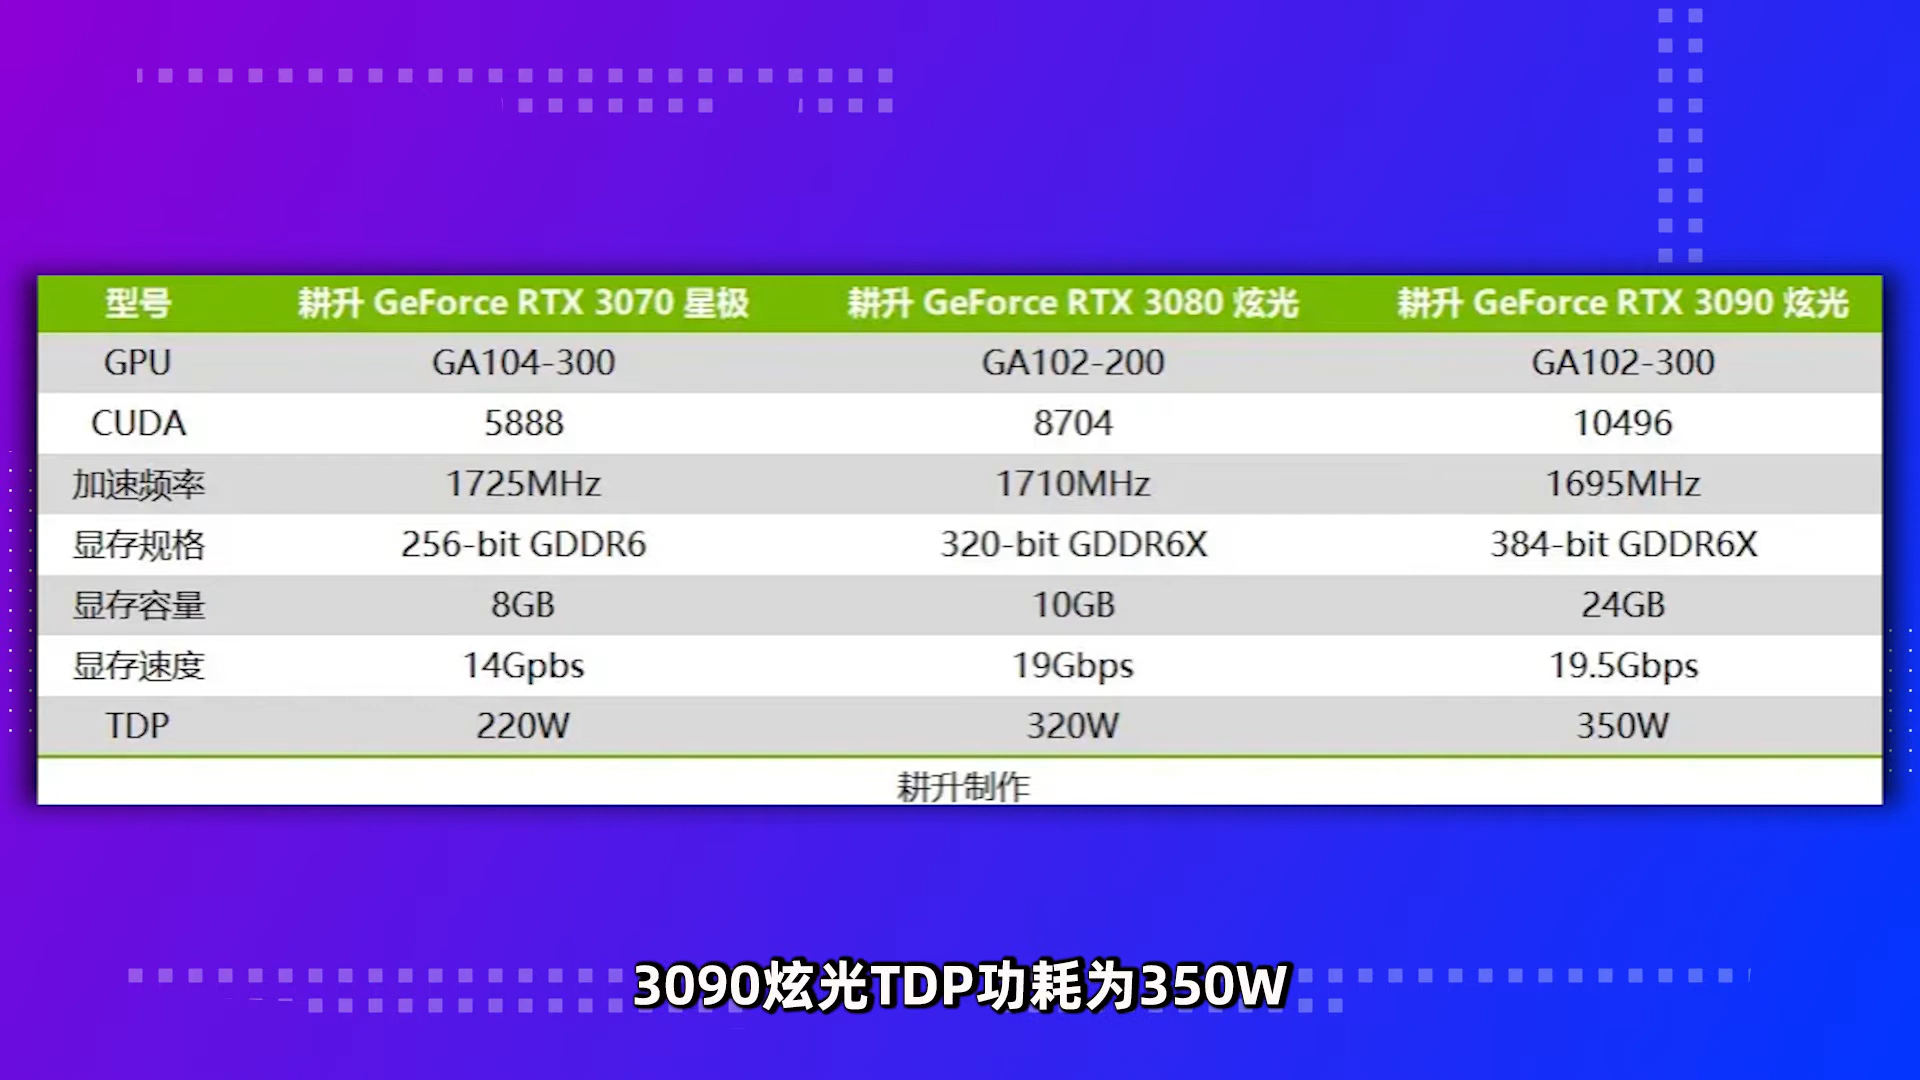 型号 耕升 GeForce RTX 3070 星极 耕升 GeForce RTX 3080 炫光 耕升 GeForce RTX 3090 炫光
GPU GA104-300 GA102-200 GA102-300
CUDA 5888 8704 10496
加速频率 1725MHz 1710MHz 1695MHz
显存规格 256-bit GDDR6 320-bit GDDR6X 384-bit GDDR6X
显存容量 8GB 10GB 24GB
显存速度 14Gpbs 19Gbps 19.5Gbps
TDP 220W 320W 350W
耕升制作
3090炫光TDP功耗为350W